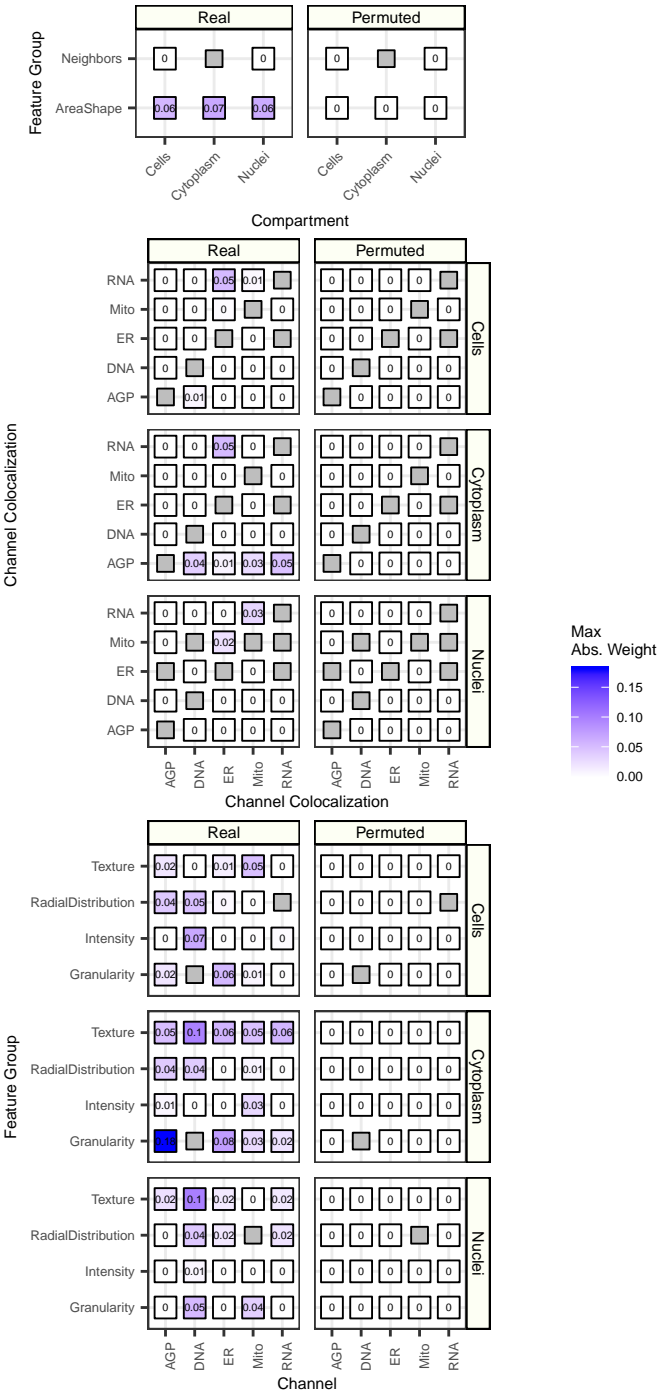 Real Permuted
Feature Group
Neighbors 0 0 0 0
AreaShape 0.06 0.07 0.06 0 0 0
Cells Cytoplasm Nuclei Cells Cytoplasm Nuclei
Compartment
Real Permuted
Channel Colocalization
Cells
RNA 0 0 0.05 0.01 0 0 0 0
Mito 0 0 0 0 0 0 0 0
ER 0 0 0 0 0 0
DNA 0 0 0 0 0 0 0 0
AGP 0.01 0 0 0 0 0 0 0
Cytoplasm
RNA 0 0 0.05 0 0 0 0 0
Mito 0 0 0 0 0 0 0 0
ER 0 0 0 0 0 0
DNA 0 0 0 0 0 0 0 0
AGP 0.04 0.01 0.03 0.05 0 0 0 0
Nuclei
RNA 0 0 0 0.03 0 0 0 0
Mito 0 0.02 0 0
ER 0 0 0 0
DNA 0 0 0 0 0 0 0 0
AGP 0 0 0 0 0 0 0 0
AGP DNA ER Mito RNA AGP DNA ER Mito RNA
Channel Colocalization
Max
Abs. Weight
0.15
0.10
0.05
0.00
Real Permuted
Feature Group
Cells
Texture 0.02 0 0.01 0.05 0 0 0 0 0 0
RadialDistribution 0.04 0.05 0 0 0 0 0 0
Intensity 0 0.07 0 0 0 0 0 0 0 0
Granularity 0.02 0.06 0.01 0 0 0 0 0
Cytoplasm
Texture 0.05 0.1 0.06 0.05 0.06 0 0 0 0 0
RadialDistribution 0.04 0.04 0 0.01 0 0 0 0 0 0
Intensity 0.01 0 0 0.03 0 0 0 0 0 0
Granularity 0.18 0.08 0.03 0.02 0 0 0 0
Nuclei
Texture 0.02 0.1 0.02 0 0.02 0 0 0 0 0
RadialDistribution 0 0.04 0.02 0.02 0 0 0 0
Intensity 0 0.01 0 0 0 0 0 0 0 0
Granularity 0 0.05 0 0.04 0 0 0 0 0 0
AGP DNA ER Mito RNA AGP DNA ER Mito RNA
Channel